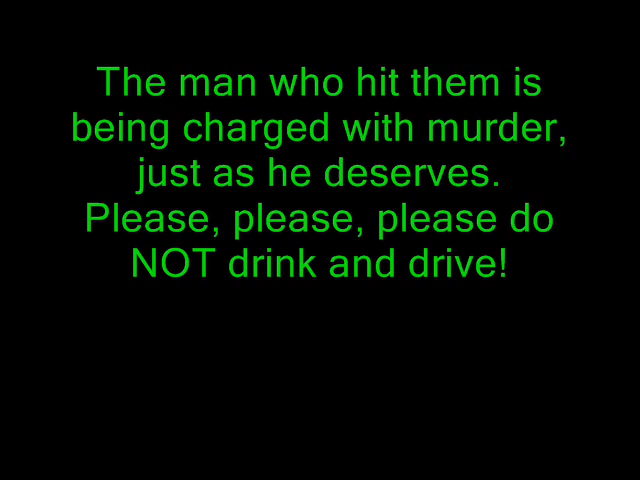 The man who hit them is
being charged with murder,
just as he deserves.
Please, please, please do
NOT drink and drive!